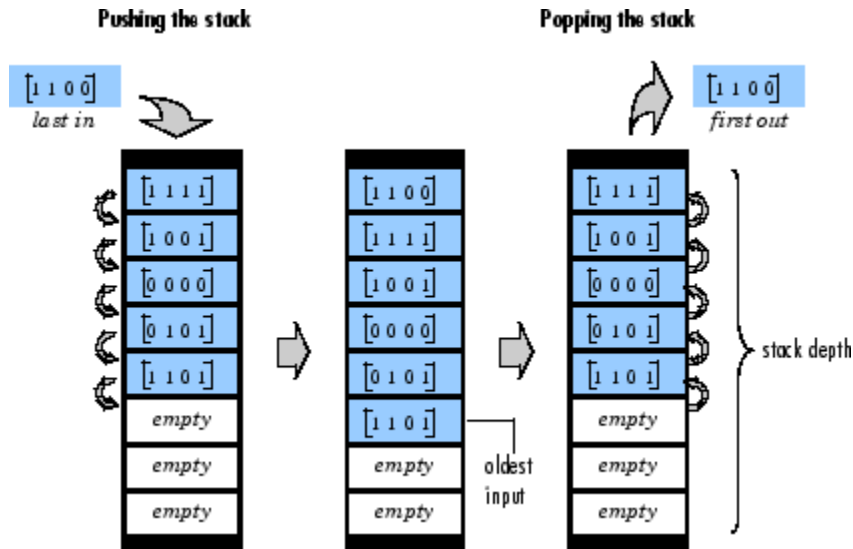 Pushing the stack
Popping the stack
[1 1 0 0]
last in
[1 1 0 0]
first out
[1 1 1 1]
[1 0 0 1]
[0 0 0 0]
[0 1 0 1]
[1 1 0 1]
empty
empty
empty
[1 1 0 0]
[1 1 1 1]
[1 0 0 1]
[0 0 0 0]
[0 1 0 1]
[1 1 0 1]
empty
empty
oldest
input
[1 1 1 1]
[1 0 0 1]
[0 0 0 0]
[0 1 0 1]
[1 1 0 1]
empty
empty
empty
stack depth